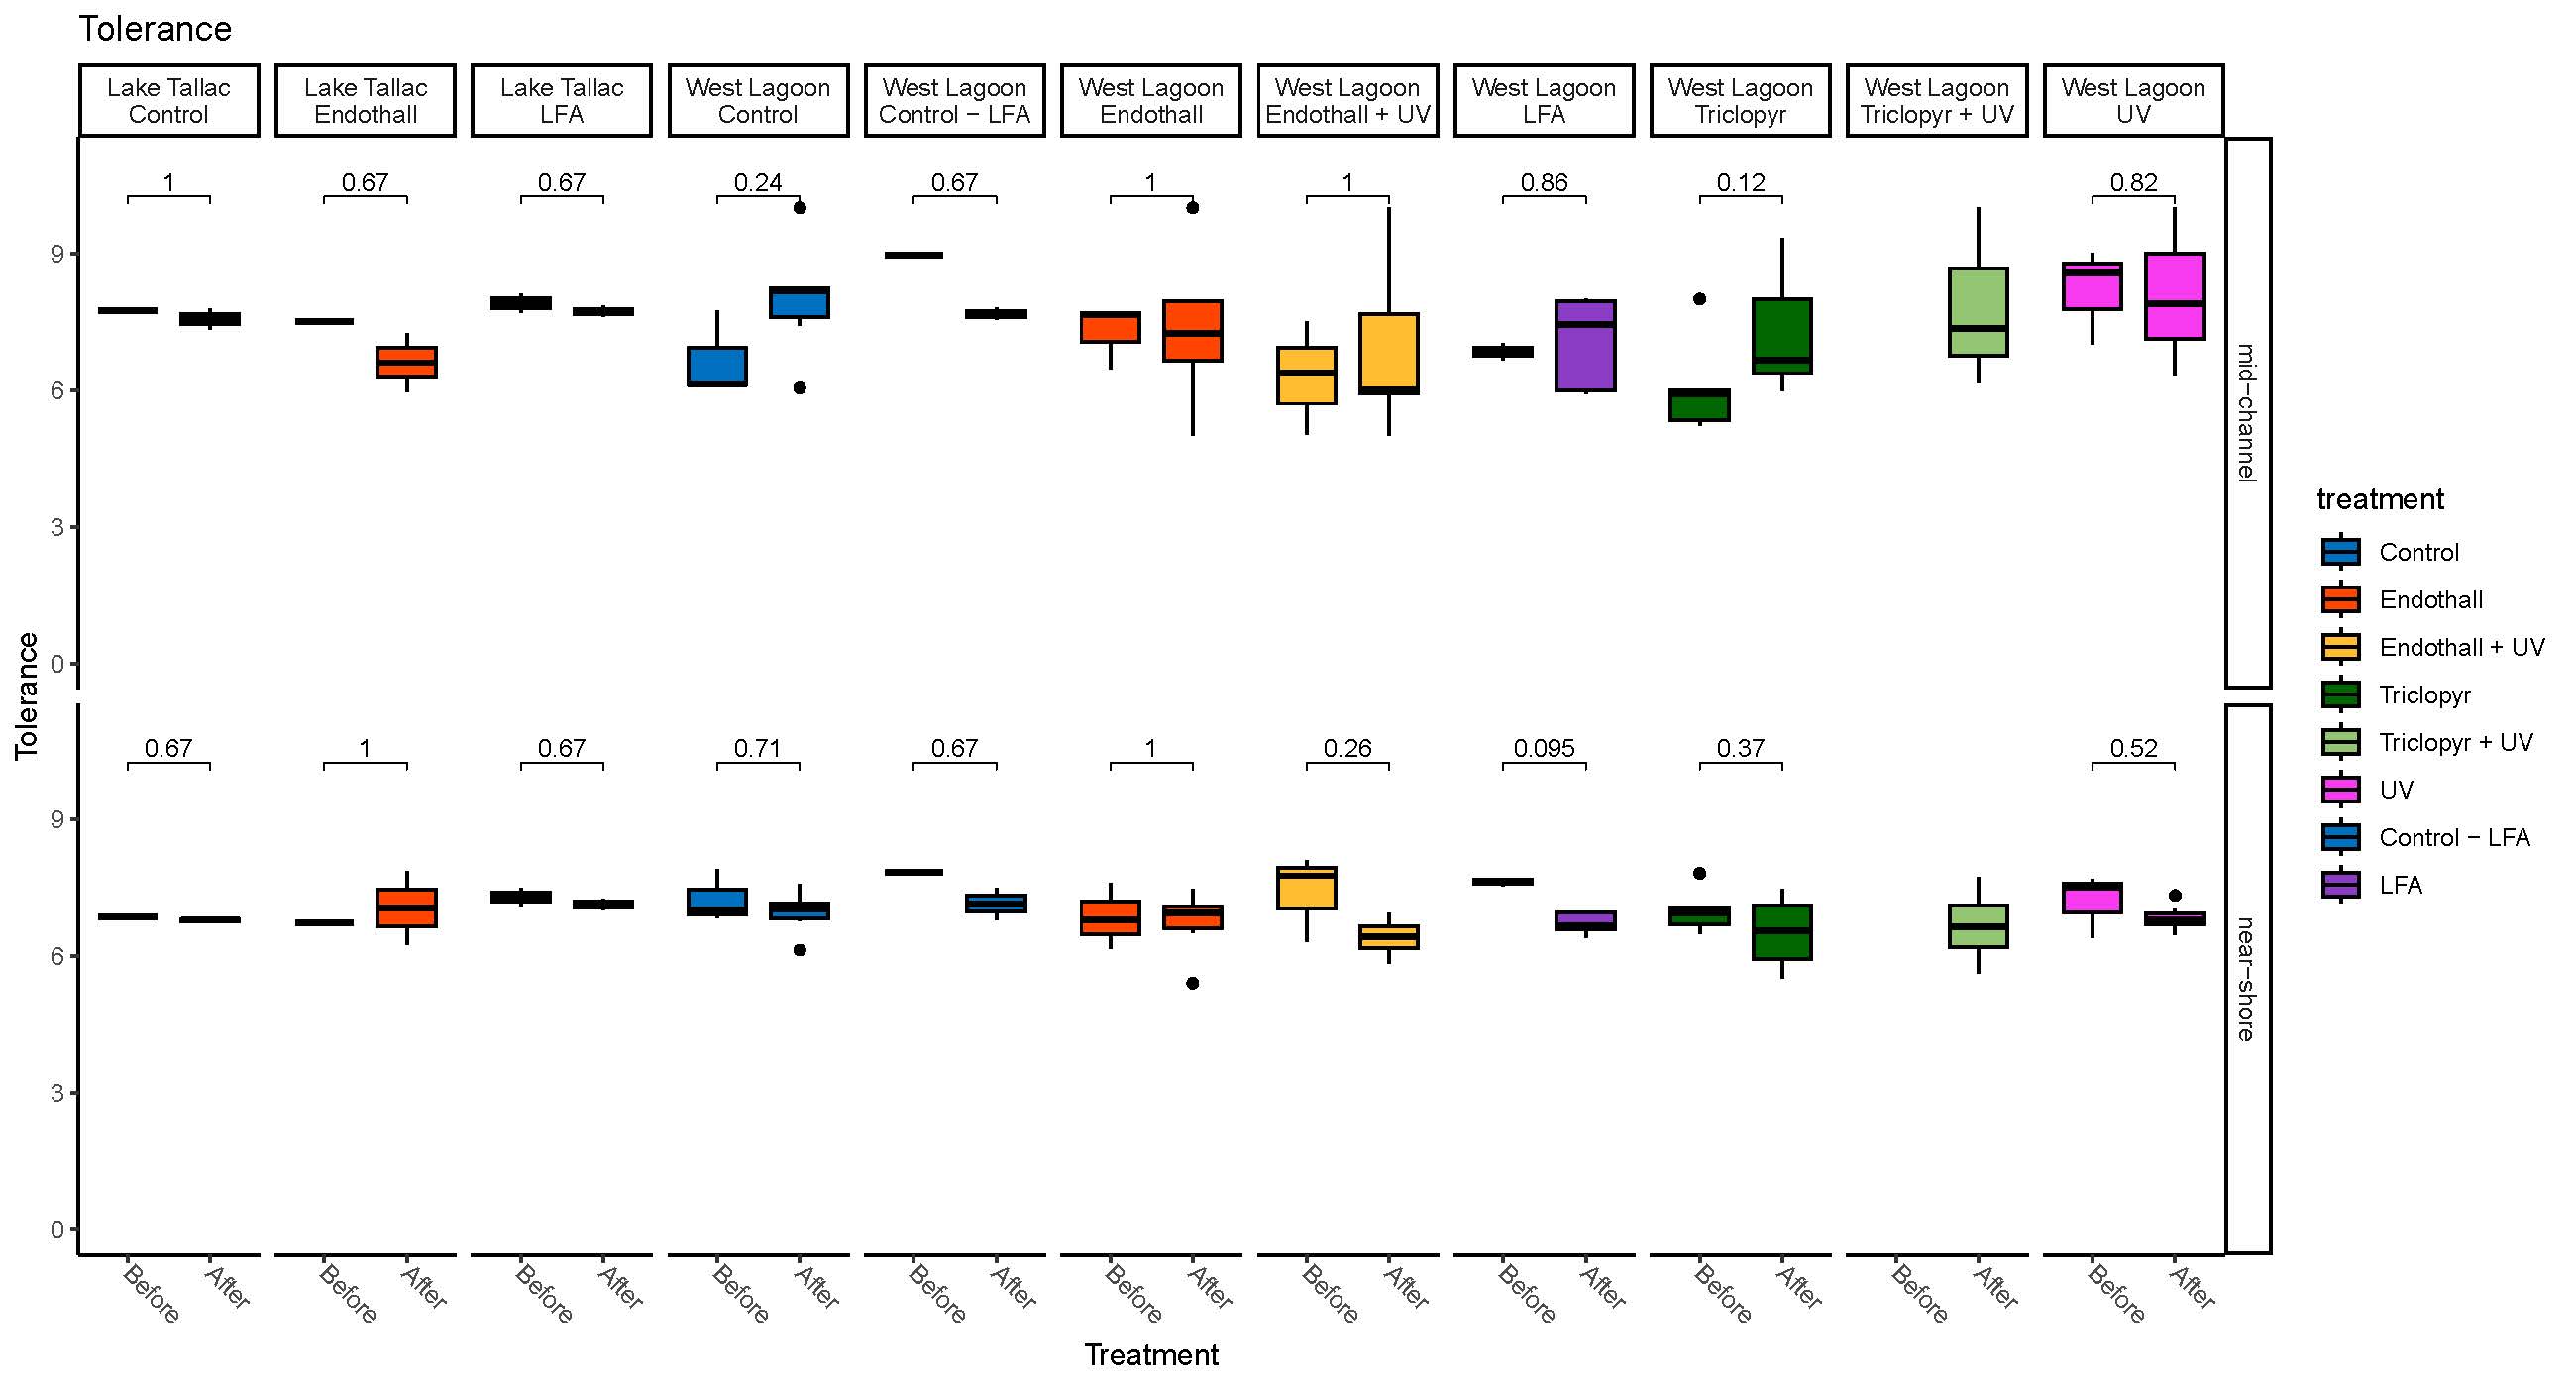 Tolerance
Lake Tallac
Control
Lake Tallac
Endothall
Lake Tallac
LFA
West Lagoon
Control
West Lagoon
Control − LFA
West Lagoon
Endothall
West Lagoon
Endothall + UV
West Lagoon
LFA
West Lagoon
Triclopyr
West Lagoon
Triclopyr + UV
West Lagoon
UV
1
0.67
0.67
0.24
0.67
1
1
0.86
0.12
0.82
9
6
3
0
mid−channel
0.67
1
0.67
0.71
0.67
1
0.26
0.095
0.37
0.52
9
6
3
0
near−shore
Tolerance
Before
After
Before
After
Before
After
Before
After
Before
After
Before
After
Before
After
Before
After
Before
After
Before
After
Before
After
Treatment
treatment
Control
Endothall
Endothall + UV
Triclopyr
Triclopyr + UV
UV
Control − LFA
LFA